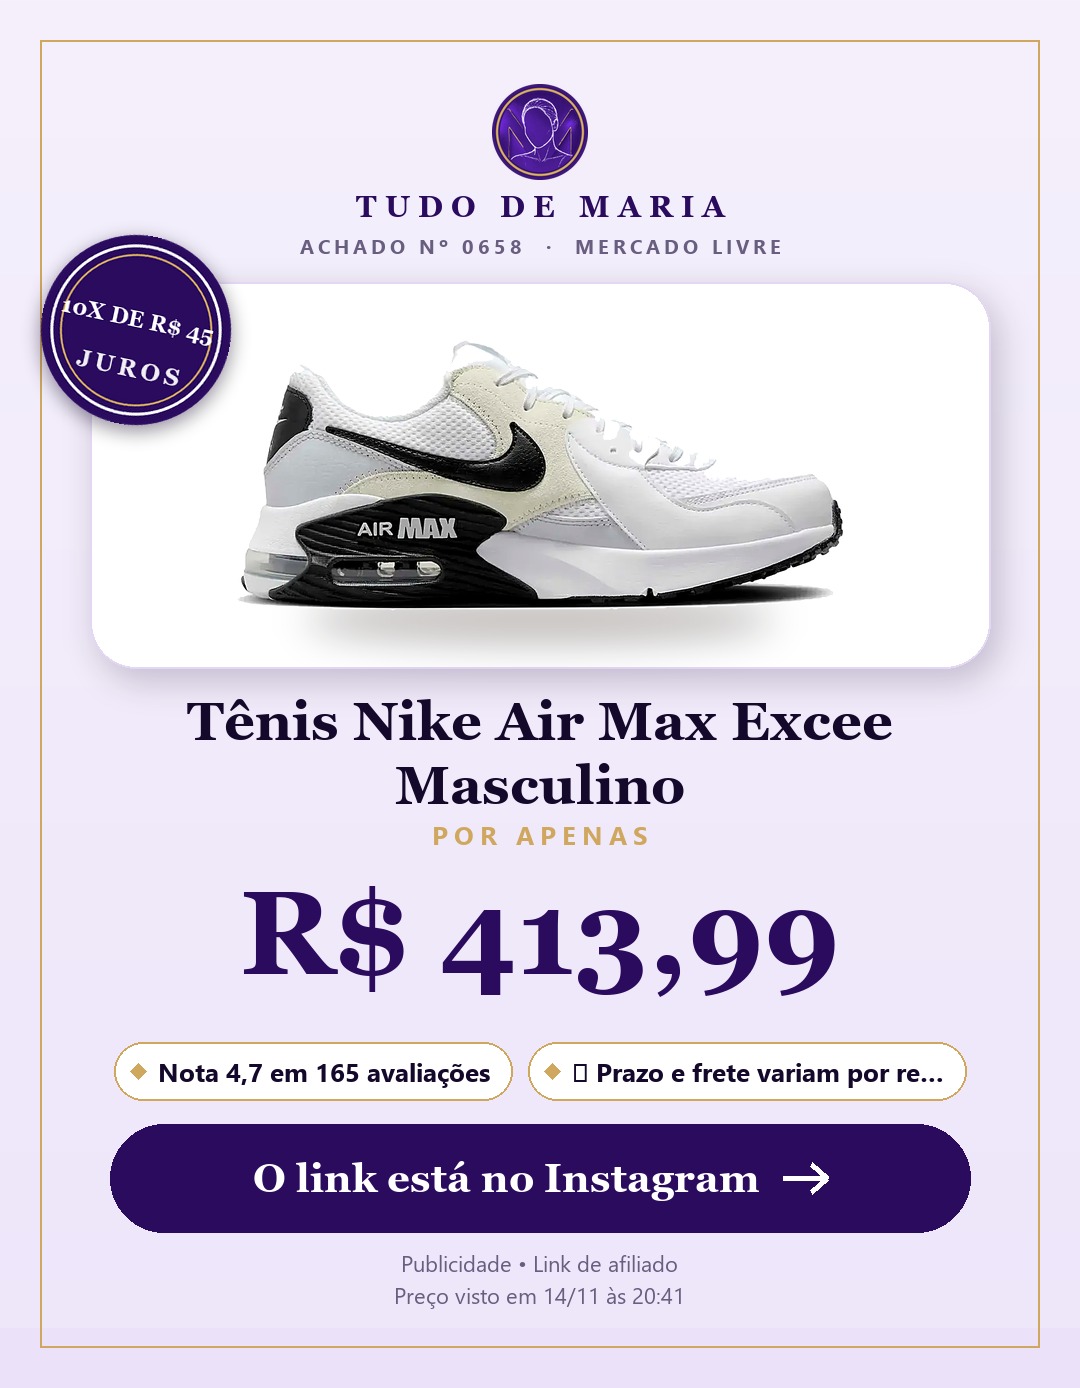 TUDO DE MARIA
ACHADO Nº 0658 · MERCADO LIVRE
10X DE R$ 45
JUROS
AIR MAX
Tênis Nike Air Max Excee
Masculino
POR APENAS
R$ 413,99
Nota 4,7 em 165 avaliações
Prazo e frete variam por re...
O link está no Instagram →
Publicidade • Link de afiliado
Preço visto em 14/11 às 20:41